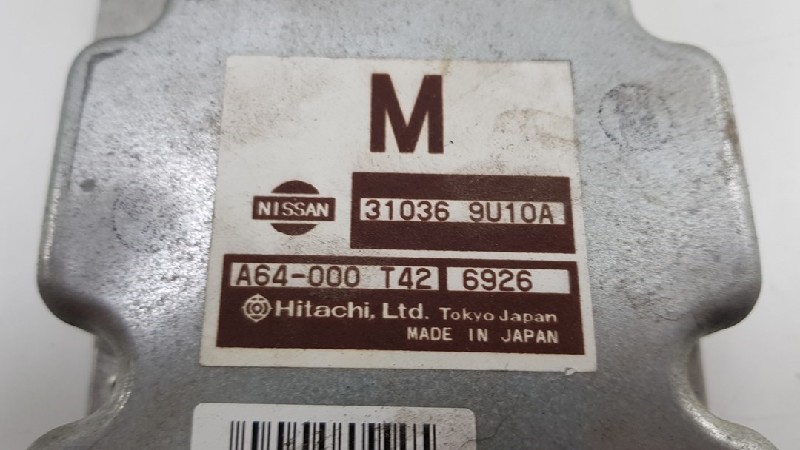 M
NISSAN 31036 9U10A
A64-000 T42 6926
Hitachi, Ltd. Tokyo Japan
MADE IN JAPAN